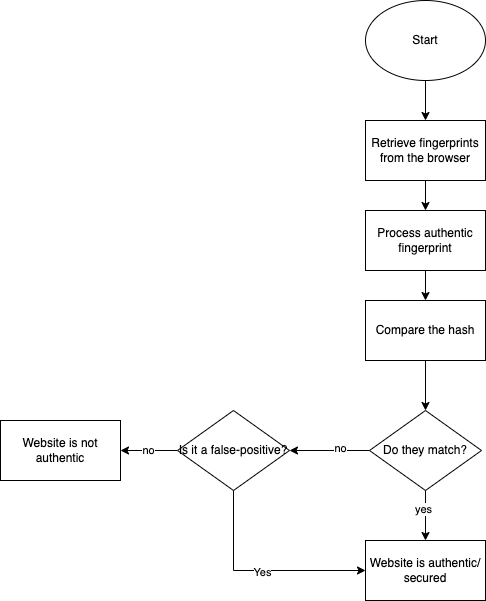 Start
Retrieve fingerprints
from the browser
Process authentic
fingerprint
Compare the hash
Website is not
authentic
no
Is it a false-positive?
no
Do they match?
yes
Yes
Website is authentic/
secured